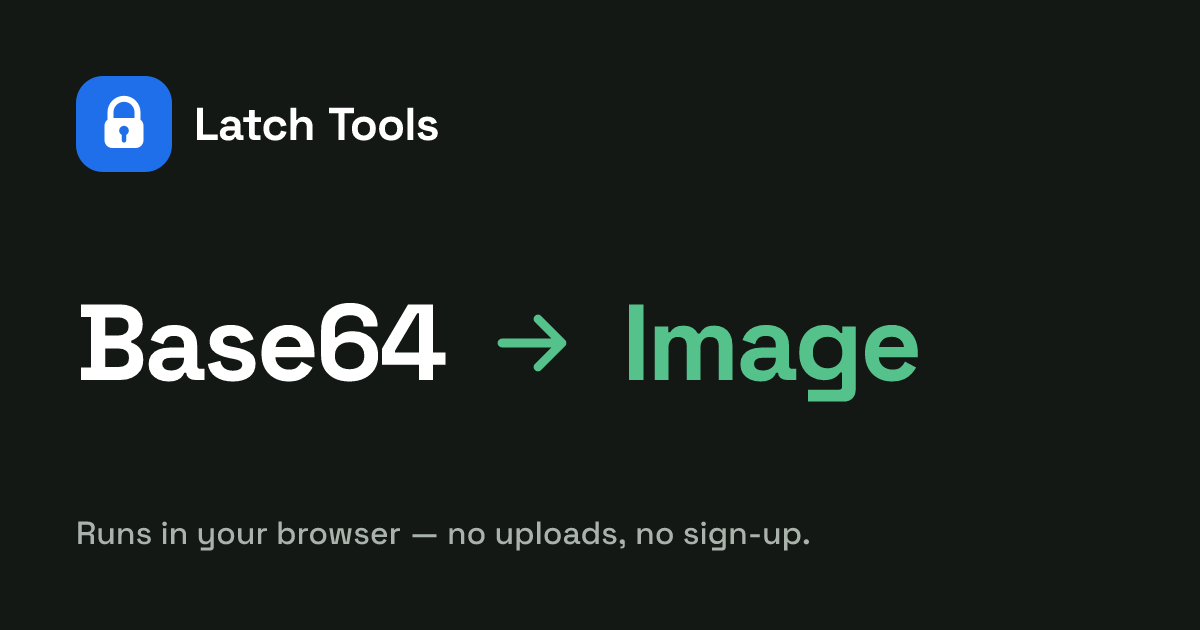 Latch Tools
Base64 → Image
Runs in your browser — no uploads, no sign-up.